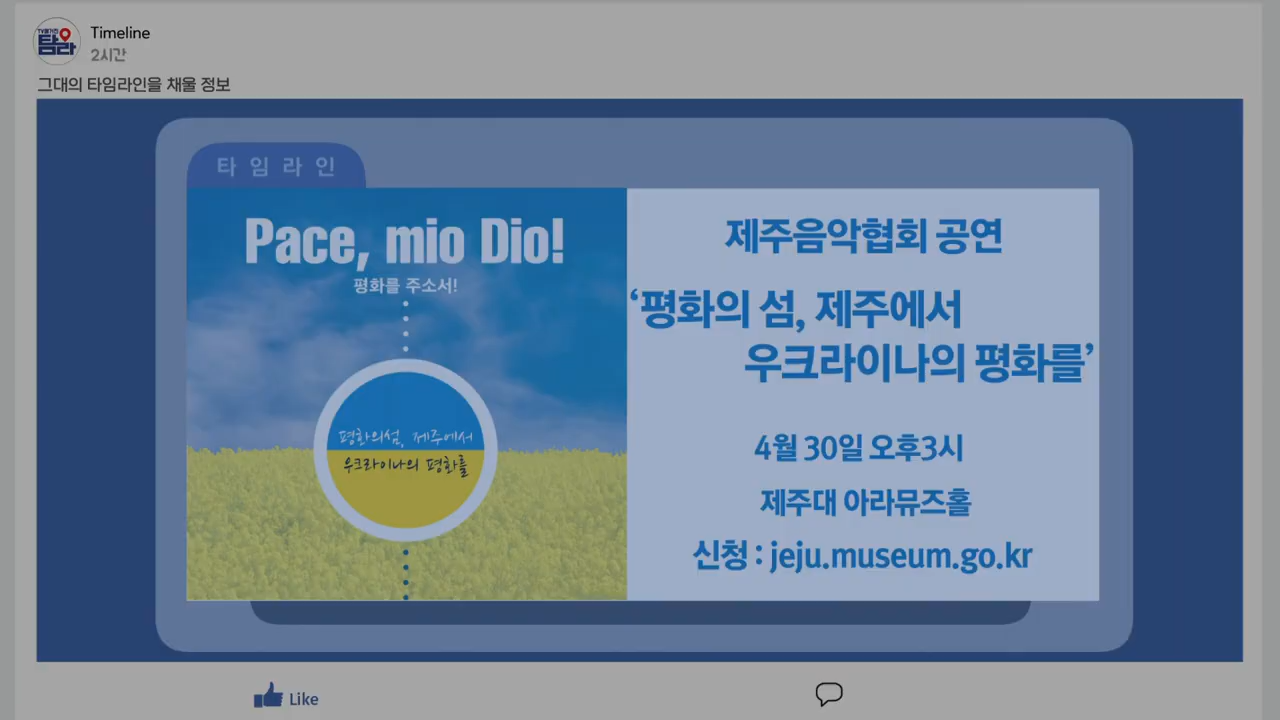 TV쏙!이런
탐라
Timeline
2시간
그대의 타임라인을 채울 정보
타임라인
Pace, mio Dio!
평화를 주소서!
평화의섬, 제주에서
우크라이나의 평화를
제주음악협회 공연
‘평화의 섬, 제주에서
우크라이나의 평화를’
4월 30일 오후3시
제주대 아라뮤즈홀
신청 : jeju.museum.go.kr
Like